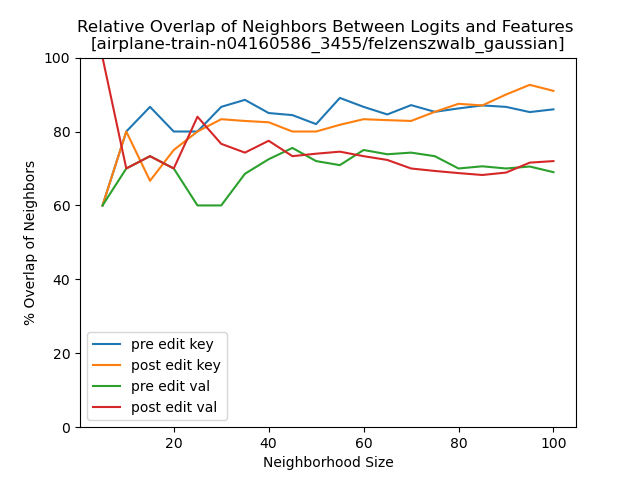 Relative Overlap of Neighbors Between Logits and Features
[airplane-train-n04160586_3455/felzenszwalb_gaussian]
100
80
60
40
20
0
% Overlap of Neighbors
pre edit key
post edit key
pre edit val
post edit val
20 40 60 80 100
Neighborhood Size